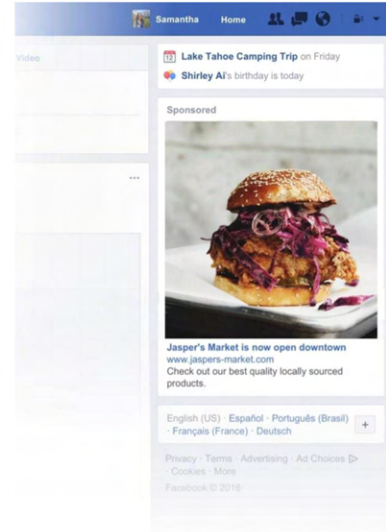 Samantha Home
Video
12 Lake Tahoe Camping Trip on Friday
Shirley Ai's birthday is today
Sponsored
Jasper's Market is now open downtown
www.jaspers-market.com
Check out our best quality locally sourced
products.
English (US) · Español · Português (Brasil)
· Français (France) · Deutsch
+
Privacy · Terms · Advertising · Ad Choices
· Cookies · More
Facebook © 2016